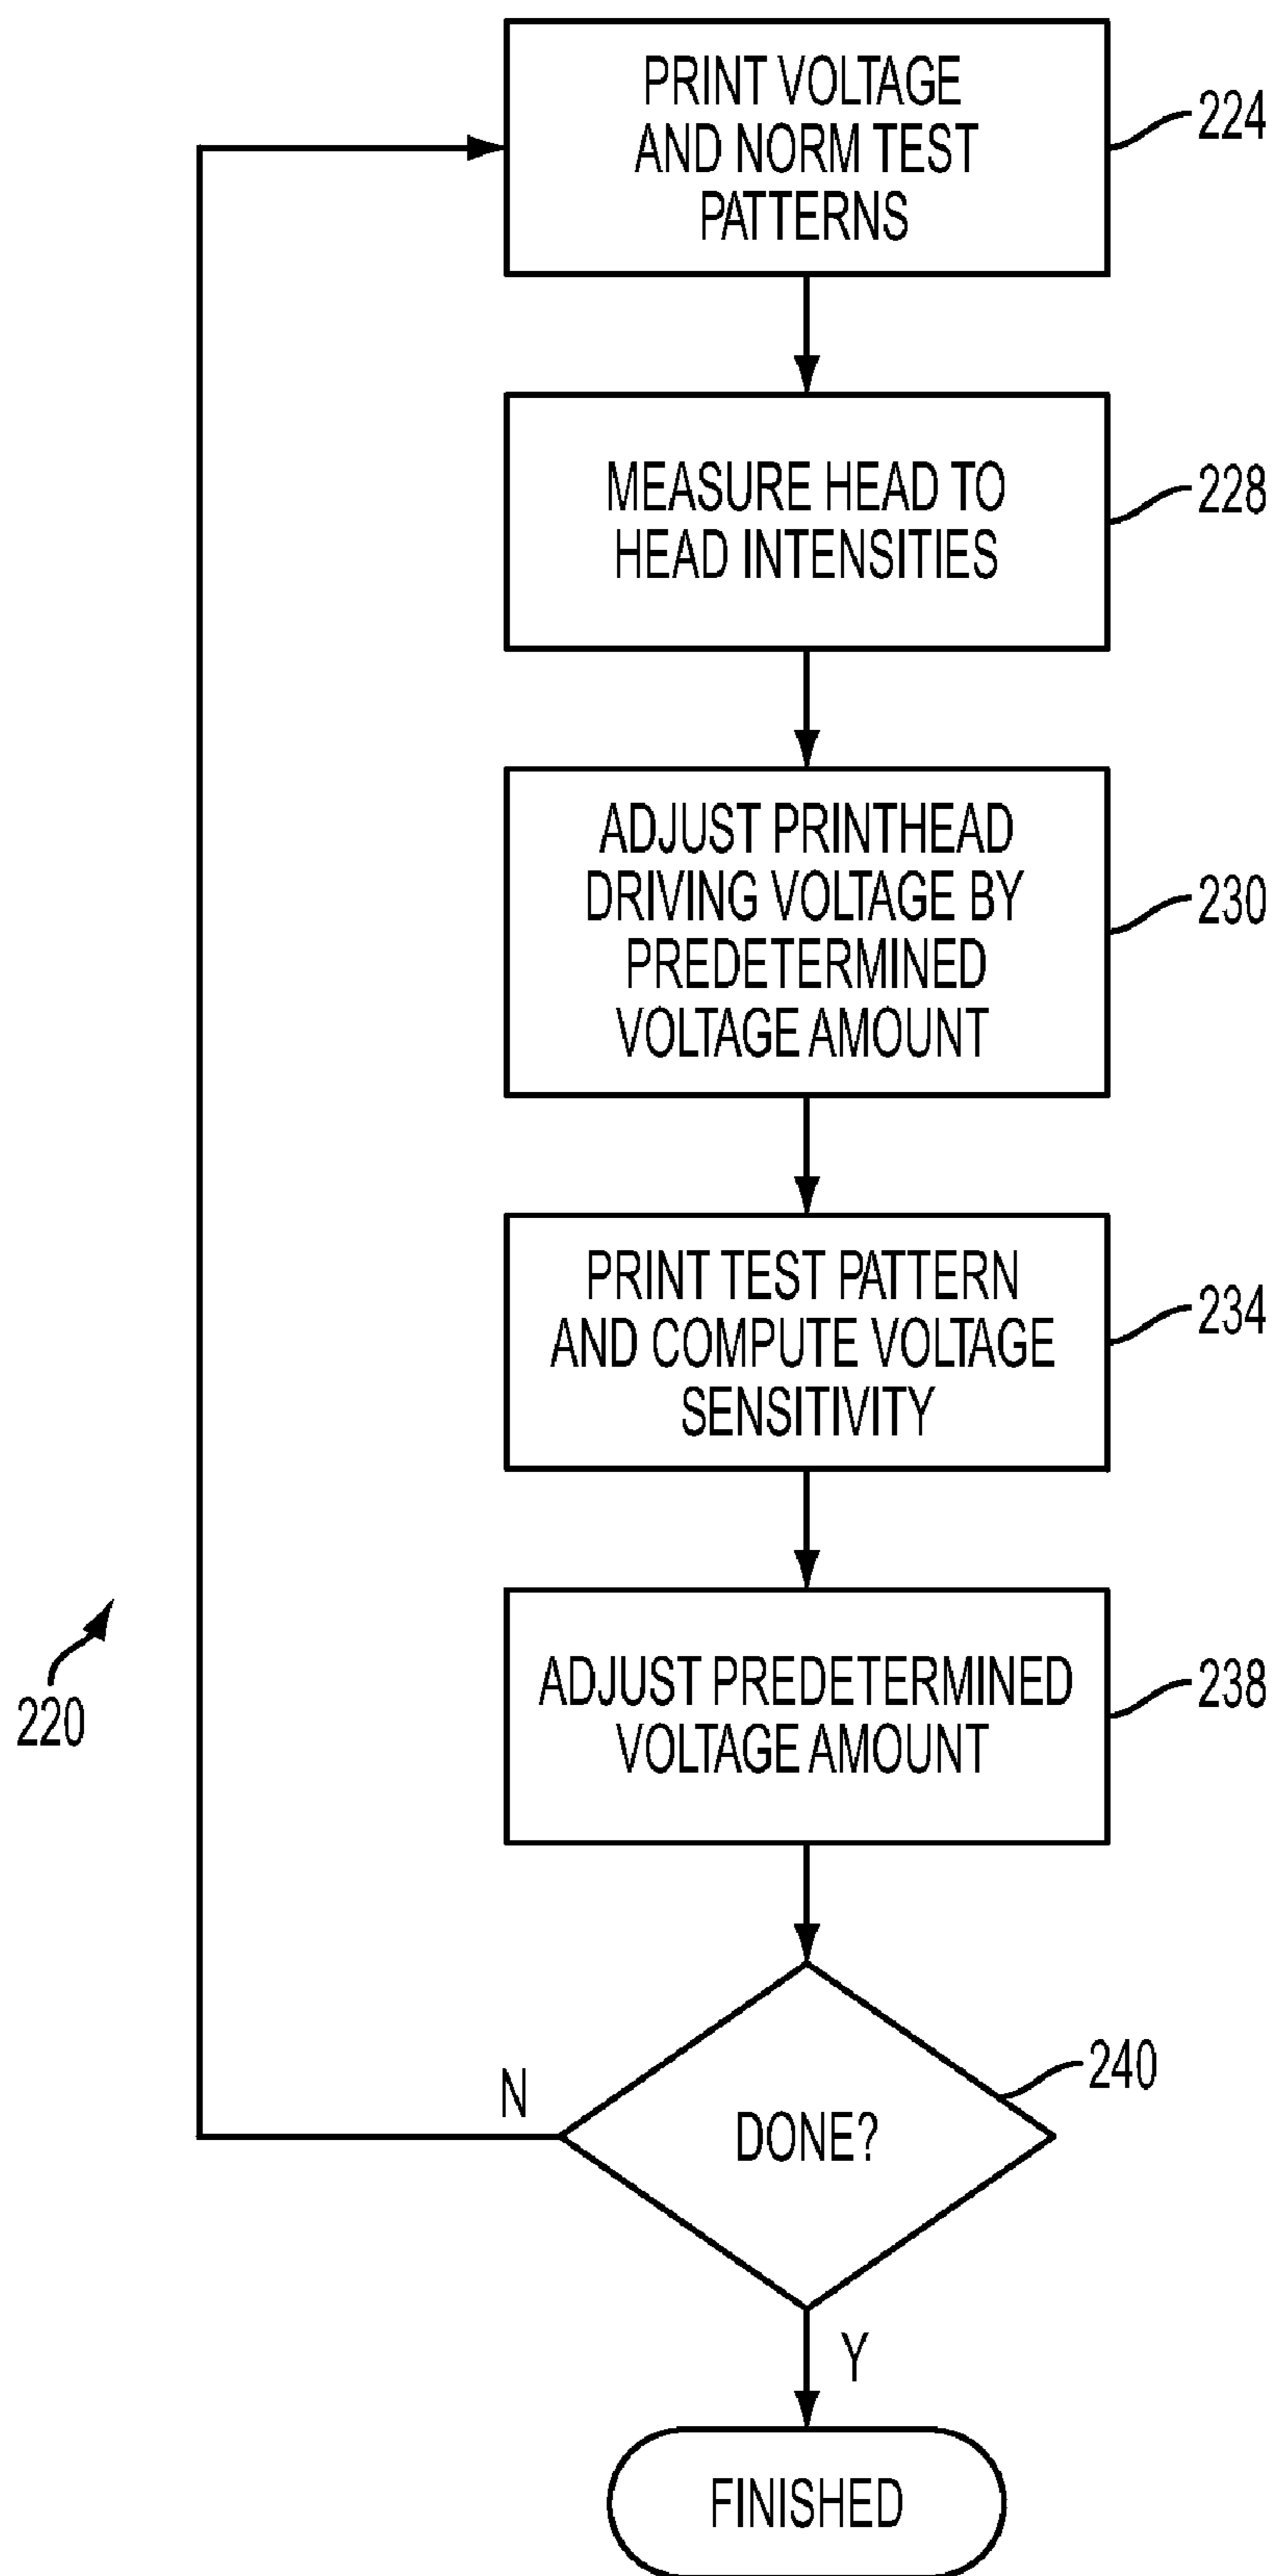 PRINT VOLTAGE
AND NORM TEST
PATTERNS
224
MEASURE HEAD TO
HEAD INTENSITIES
228
ADJUST PRINTHEAD
DRIVING VOLTAGE BY
PREDETERMINED
VOLTAGE AMOUNT
230
PRINT TEST PATTERN
AND COMPUTE VOLTAGE
SENSITIVITY
234
ADJUST PREDETERMINED
VOLTAGE AMOUNT
238
220
DONE?
240
N
Y
FINISHED